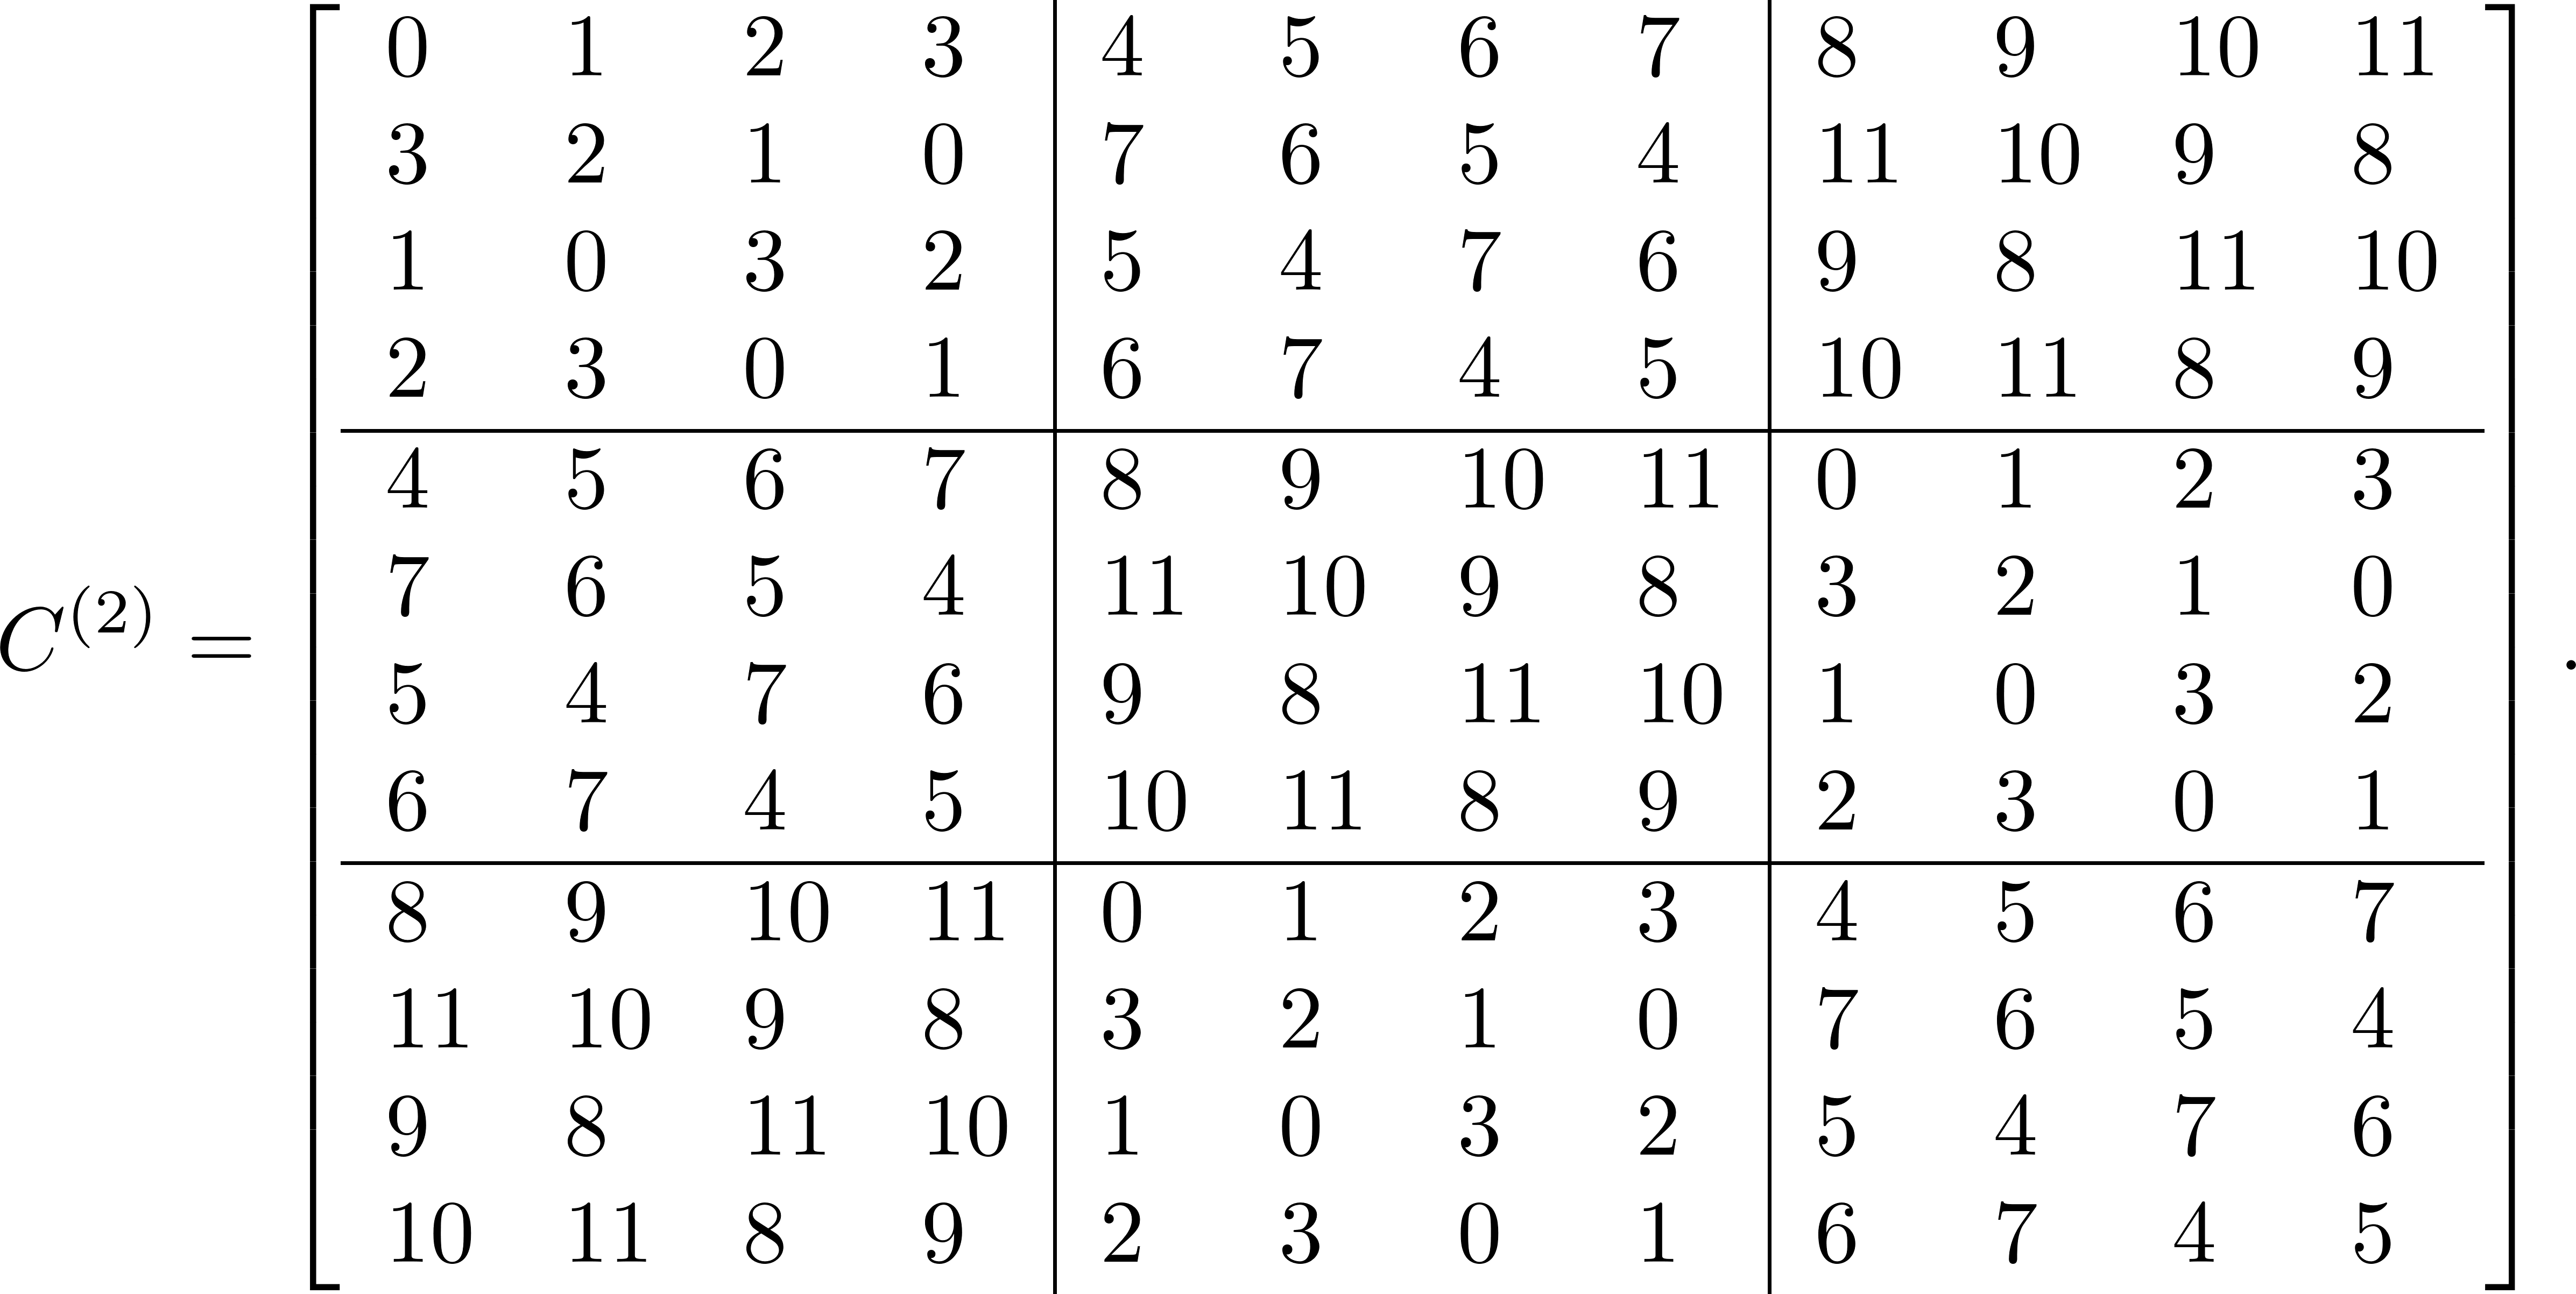 0 1 2 3 4 5 6 7 8 9 10 11
3 2 1 0 7 6 5 4 11 10 9 8
1 0 3 2 5 4 7 6 9 8 11 10
2 3 0 1 6 7 4 5 10 11 8 9
4 5 6 7 8 9 10 11 0 1 2 3
7 6 5 4 11 10 9 8 3 2 1 0
C^{(2)} = .
5 4 7 6 9 8 11 10 1 0 3 2
6 7 4 5 10 11 8 9 2 3 0 1
8 9 10 11 0 1 2 3 4 5 6 7
11 10 9 8 3 2 1 0 7 6 5 4
9 8 11 10 1 0 3 2 5 4 7 6
10 11 8 9 2 3 0 1 6 7 4 5